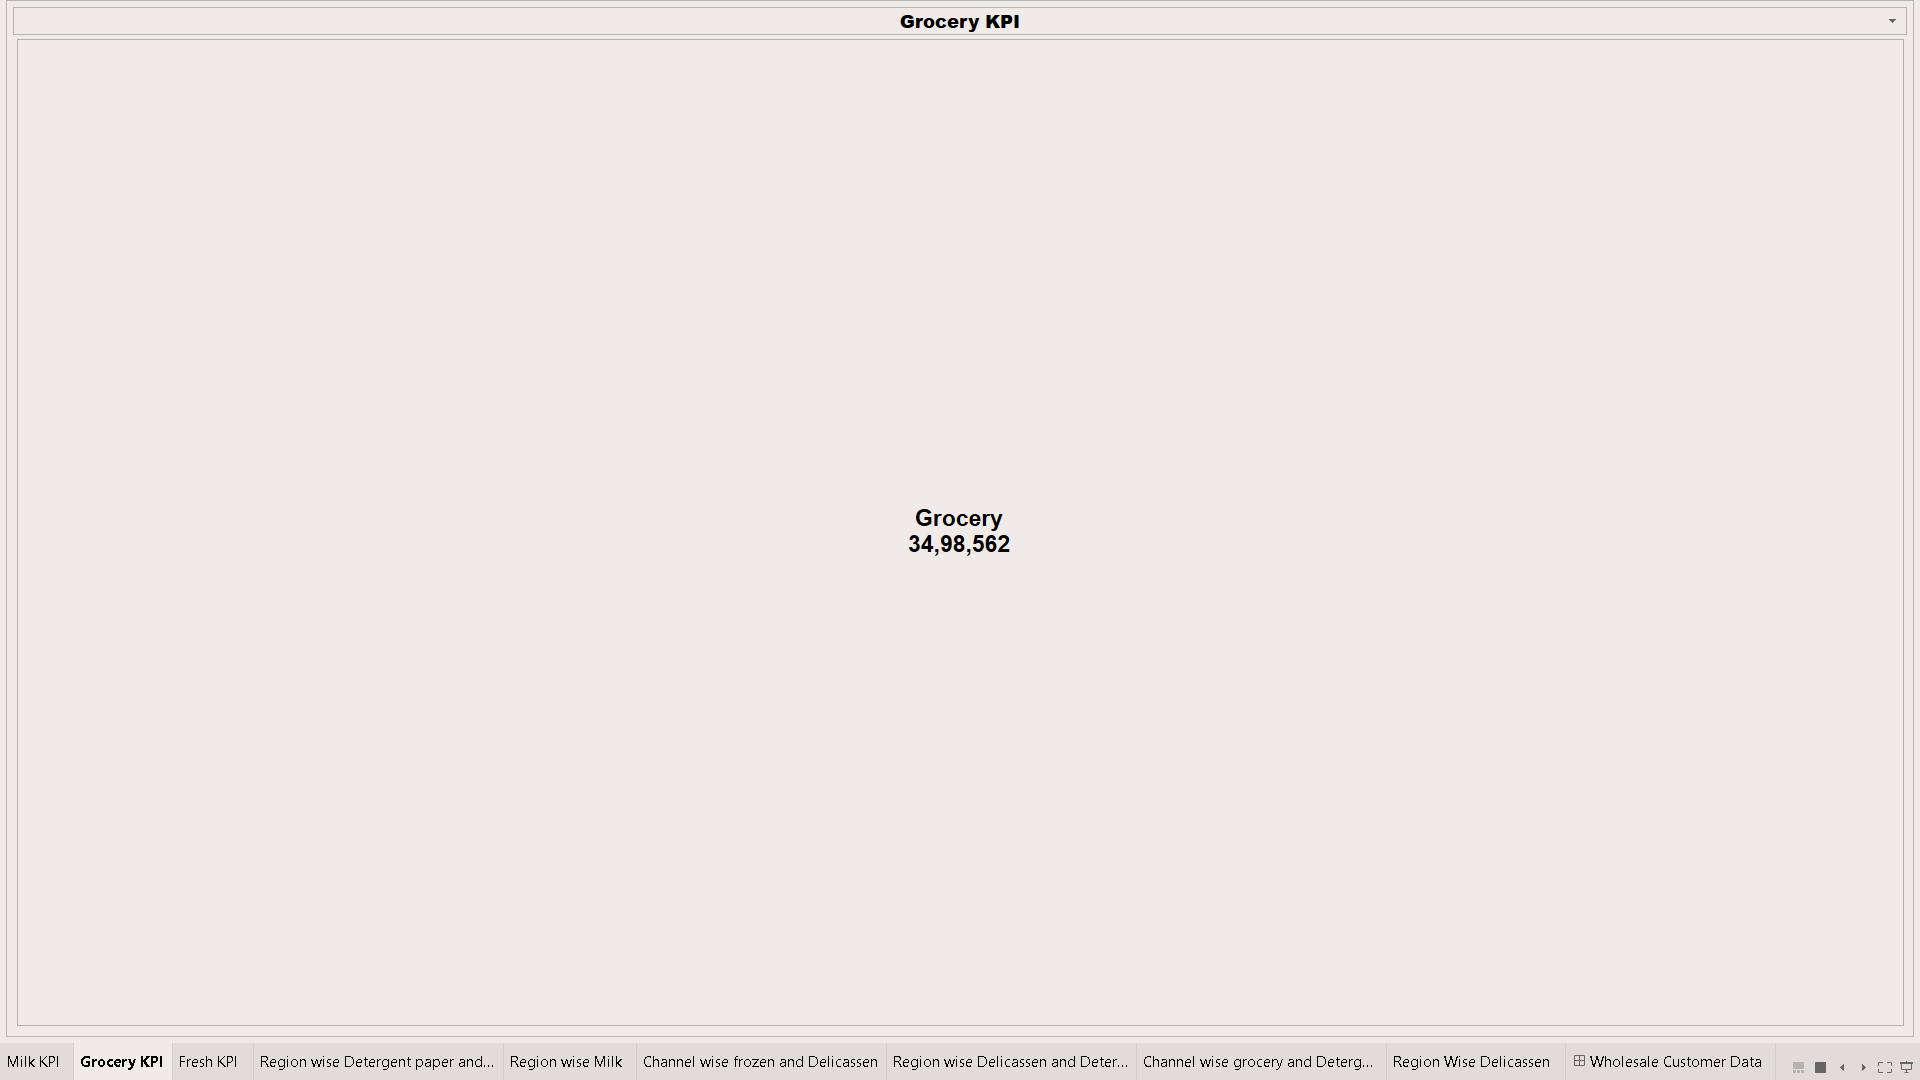 Grocery KPI
Grocery
34,98,562
Milk KPI
Grocery KPI
Fresh KPI
Region wise Detergent paper and...
Region wise Milk
Channel wise frozen and Delicassen
Region wise Delicassen and Deter...
Channel wise grocery and Deterg...
Region Wise Delicassen
Wholesale Customer Data